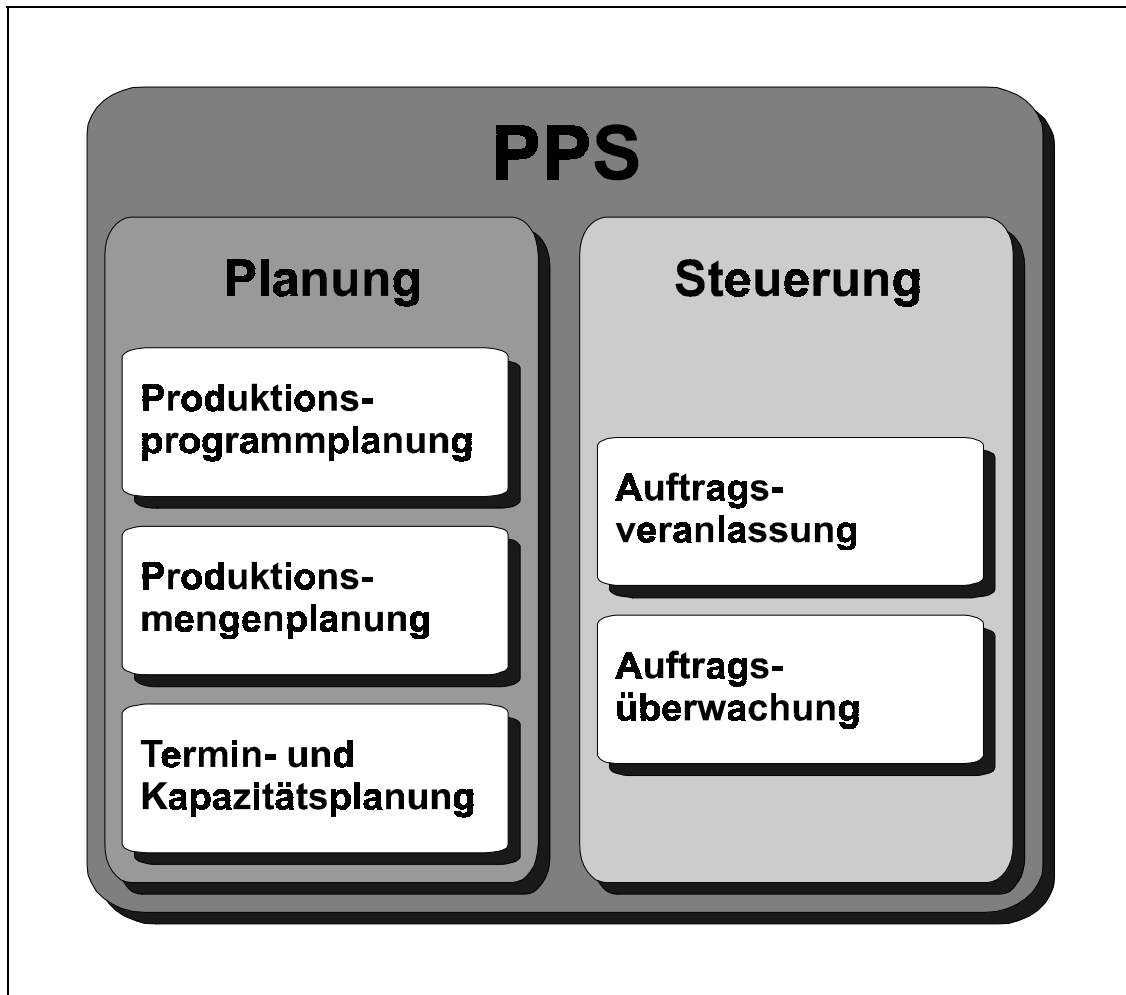 PPS
Planung
Produktions-
programmplanung
Produktions-
mengenplanung
Termin- und
Kapazitätsplanung
Steuerung
Auftrags-
veranlassung
Auftrags-
überwachung